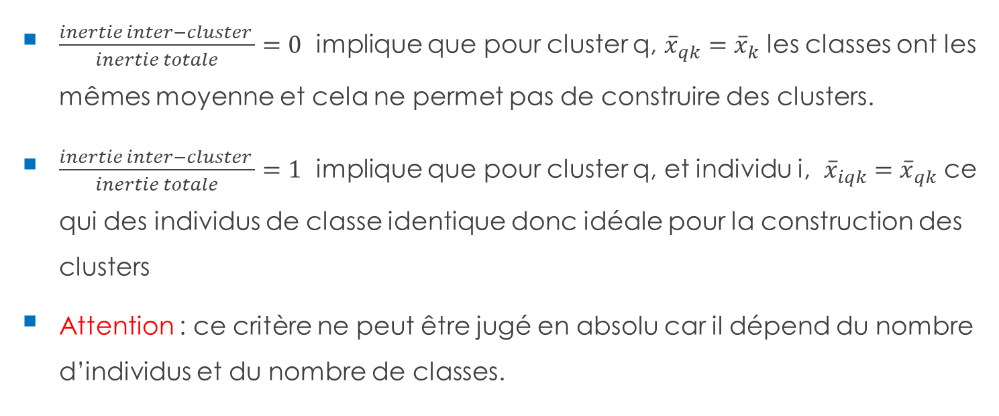 ▪ $\frac{inertie\ inter-cluster}{inertie\ totale} = 0$ implique que pour cluster q, $\bar{x}_{qk} = \bar{x}_k$ les classes ont les
mêmes moyenne et cela ne permet pas de construire des clusters.
▪ $\frac{inertie\ inter-cluster}{inertie\ totale} = 1$ implique que pour cluster q, et individu i, $\bar{x}_{iqk} = \bar{x}_{qk}$ ce
qui des individus de classe identique donc idéale pour la construction des
clusters
▪ Attention : ce critère ne peut être jugé en absolu car il dépend du nombre
d’individus et du nombre de classes.